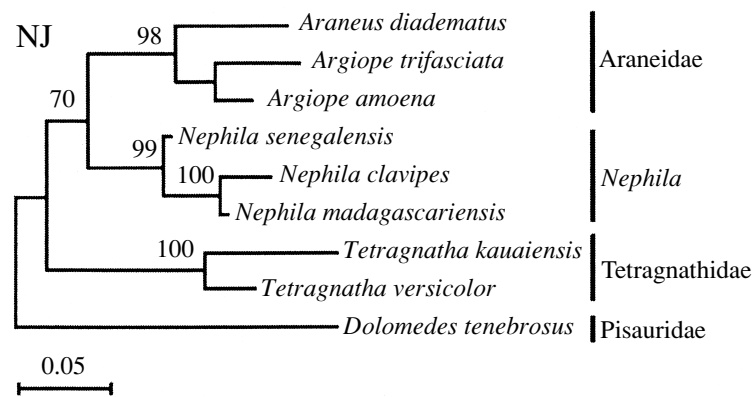 NJ
98
Araneus diadematus
Argiope trifasciata
Araneidae
70
Argiope amoena
99
Nephila senegalensis
100
Nephila clavipes
Nephila
Nephila madagascariensis
100
Tetragnatha kauaiensis
Tetragnathidae
Tetragnatha versicolor
Dolomedes tenebrosus
Pisauridae
0.05